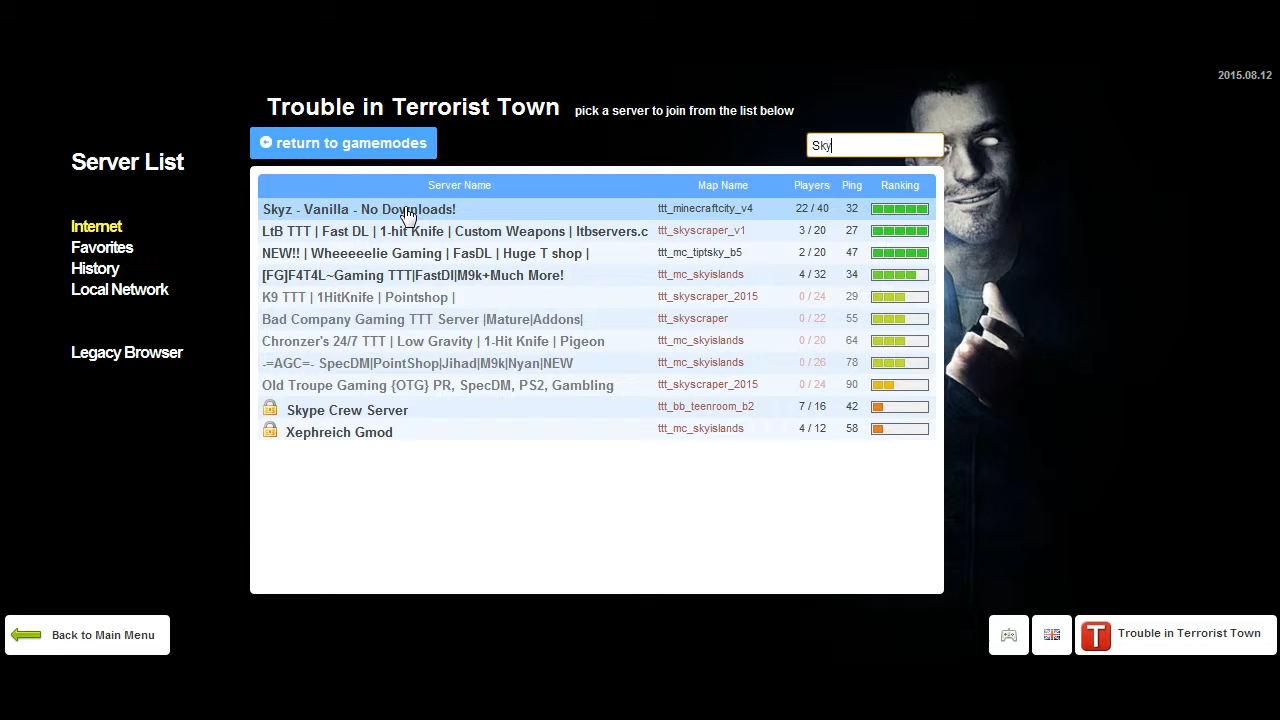 2015.08.12
Trouble in Terrorist Town pick a server to join from the list below
return to gamemodes
Sky
Server List
Internet
Favorites
History
Local Network
Legacy Browser
Server Name Map Name Players Ping Ranking
Skyz - Vanilla - No Downloads! ttt_minecraftcity_v4 22 / 40 32
LtB TTT | Fast DL | 1-hit Knife | Custom Weapons | ltbservers.c ttt_skyscraper_v1 3 / 20 27
NEW!! | Wheeeeelie Gaming | FasDL | Huge T shop | ttt_mc_tiptsky_b5 2 / 20 47
[FG]F4T4L~Gaming TTT|FastDl|M9k+Much More! ttt_mc_skyislands 4 / 32 34
K9 TTT | 1HitKnife | Pointshop | ttt_skyscraper_2015 0 / 24 29
Bad Company Gaming TTT Server |Mature|Addons| ttt_skyscraper 0 / 22 55
Chronzer's 24/7 TTT | Low Gravity | 1-Hit Knife | Pigeon ttt_mc_skyislands 0 / 20 64
-=AGC=- SpecDM|PointShop|Jihad|M9k|Nyan|NEW ttt_mc_skyislands 0 / 26 78
Old Troupe Gaming {OTG} PR, SpecDM, PS2, Gambling ttt_skyscraper_2015 0 / 24 90
Skype Crew Server ttt_bb_teenroom_b2 7 / 16 42
Xephreich Gmod ttt_mc_skyislands 4 / 12 58
Back to Main Menu
T Trouble in Terrorist Town